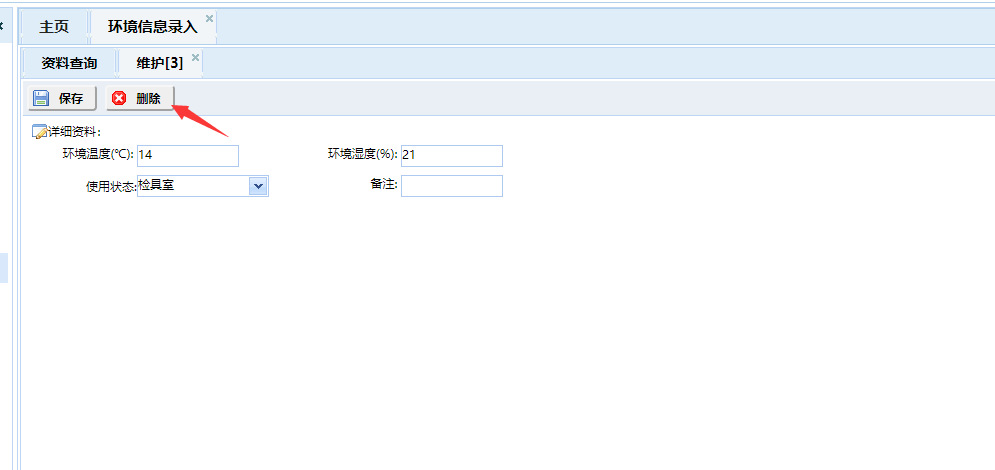 主页 环境信息录入
资料查询 维护[3]
保存 删除
详细资料:
环境温度(℃): 14 环境湿度(%): 21
使用状态: 检具室 备注: